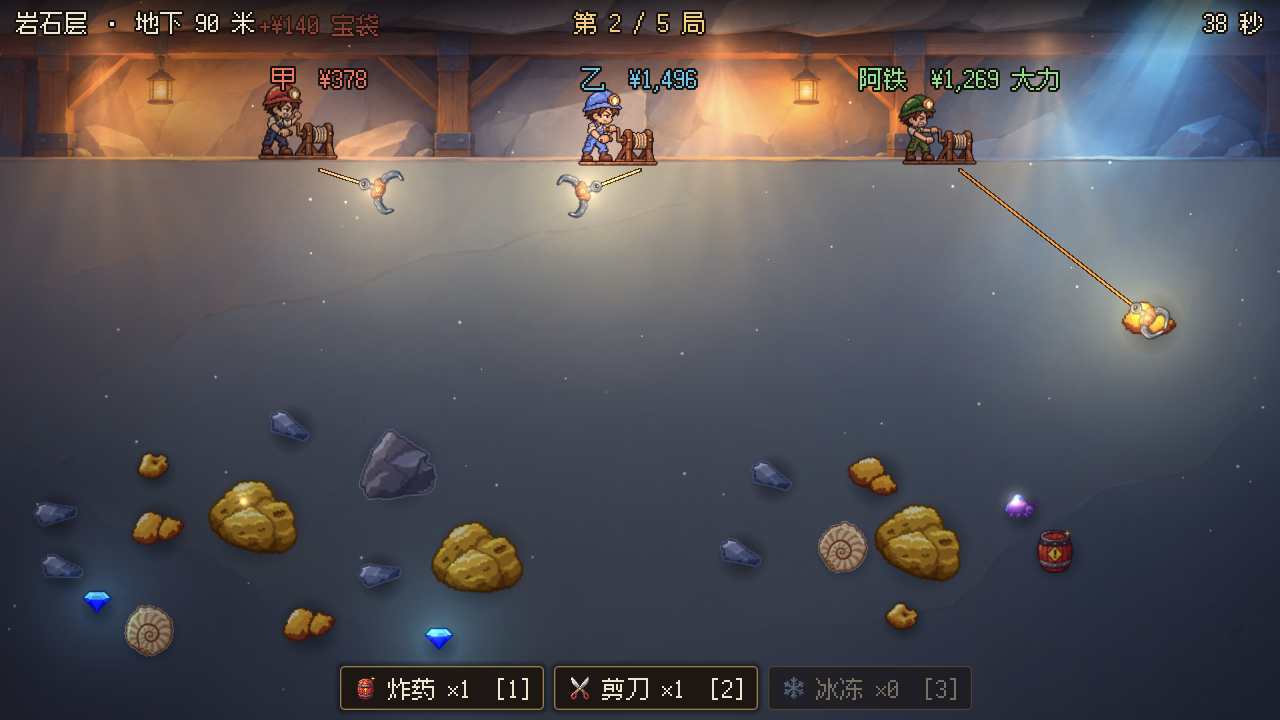 岩石层 · 地下 90 米 +¥140 宝袋
第 2 / 5 局
38 秒
甲 ¥378
乙 ¥1,496
阿铁 ¥1,269 大力
炸药 ×1 [1]
剪刀 ×1 [2]
冰冻 ×0 [3]